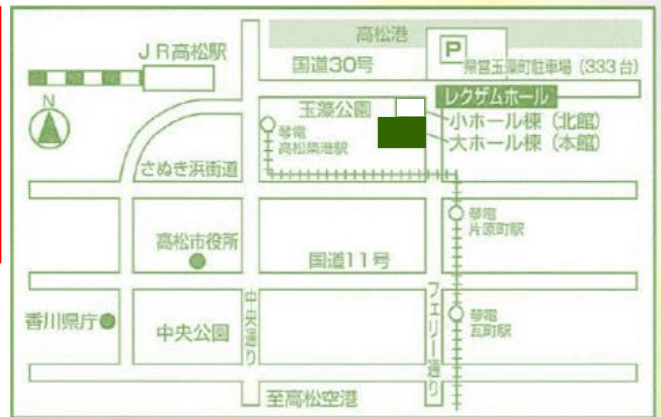 高松港
JR高松駅
国道30号
P
県営玉藻町駐車場(333台)
レクザムホール
N
玉藻公園
小ホール棟(北館)
琴電
高松築港駅
大ホール棟(本館)
さぬき浜街道
琴電
片原町駅
高松市役所
国道11号
香川県庁
中央公園
中央通り
フェリー通り
琴電
瓦町駅
至高松空港